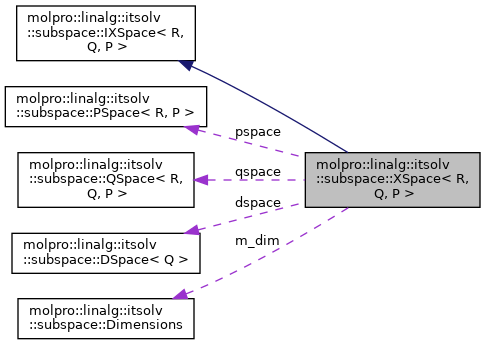 molpro::linalg::itsolv
::subspace::IXSpace< R,
Q, P >
molpro::linalg::itsolv
::subspace::PSpace< R, P >
pspace
molpro::linalg::itsolv
::subspace::QSpace< R,
Q, P >
qspace
molpro::linalg::itsolv
::subspace::XSpace< R,
Q, P >
dspace
molpro::linalg::itsolv
::subspace::DSpace< Q >
m_dim
molpro::linalg::itsolv
::subspace::Dimensions